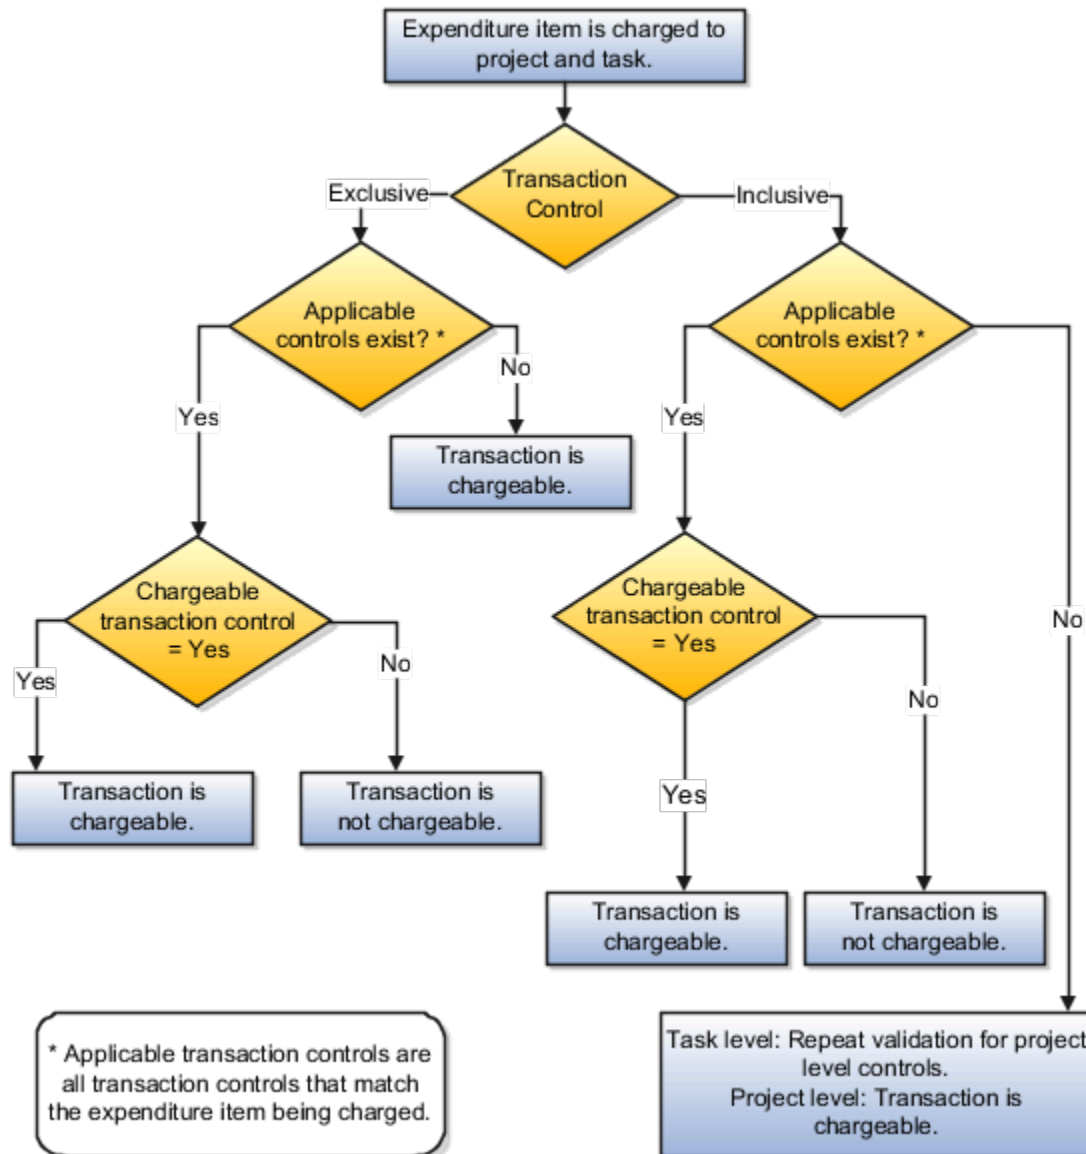 Expenditure item is charged to
project and task.
Transaction
Control
Exclusive
Inclusive
Applicable
controls exist? *
Applicable
controls exist? *
No
Yes
Yes
Transaction is
chargeable.
Chargeable
transaction control
= Yes
Chargeable
transaction control
= Yes
No
Yes
No
No
Transaction is
chargeable.
Transaction is
not chargeable.
Yes
Transaction is
chargeable.
Transaction is
not chargeable.
* Applicable transaction controls are
all transaction controls that match
the expenditure item being charged.
Task level: Repeat validation for project
level controls.
Project level: Transaction is
chargeable.